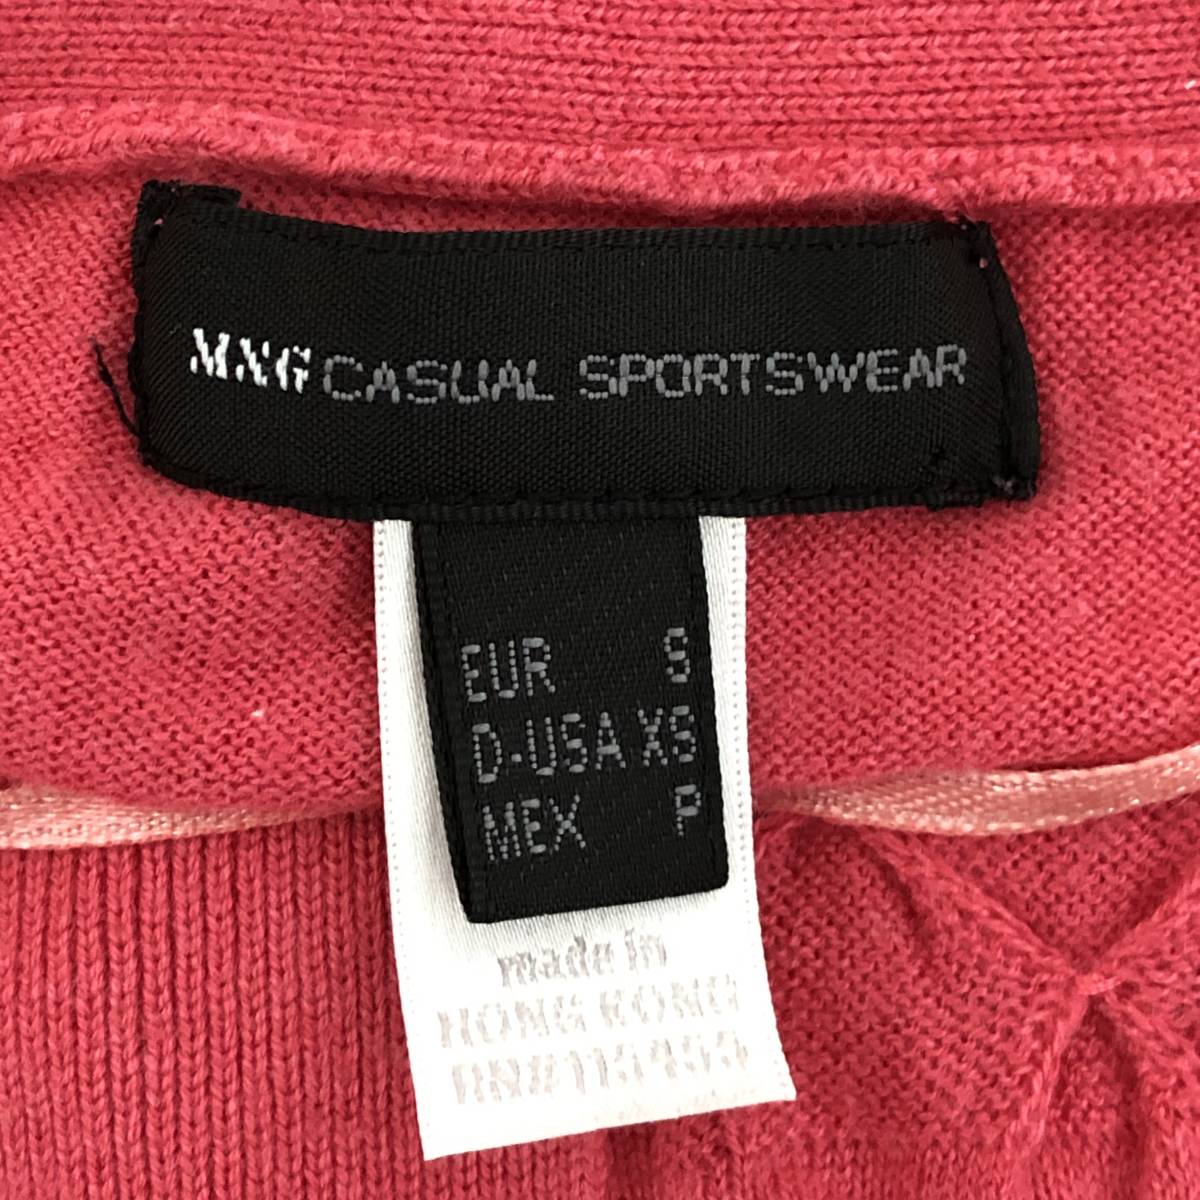 MNG CASUAL SPORTSWEAR
EUR S
D-USA XS
MEX P
made in
HONG KONG